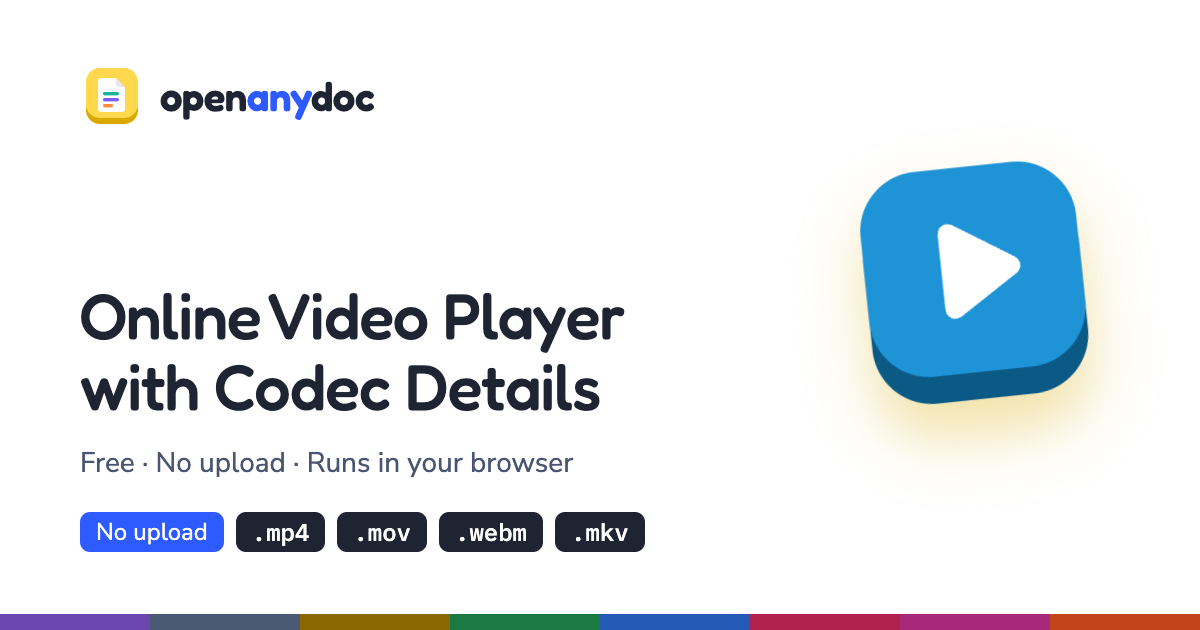 openanydoc
Online Video Player
with Codec Details
Free · No upload · Runs in your browser
No upload .mp4 .mov .webm .mkv